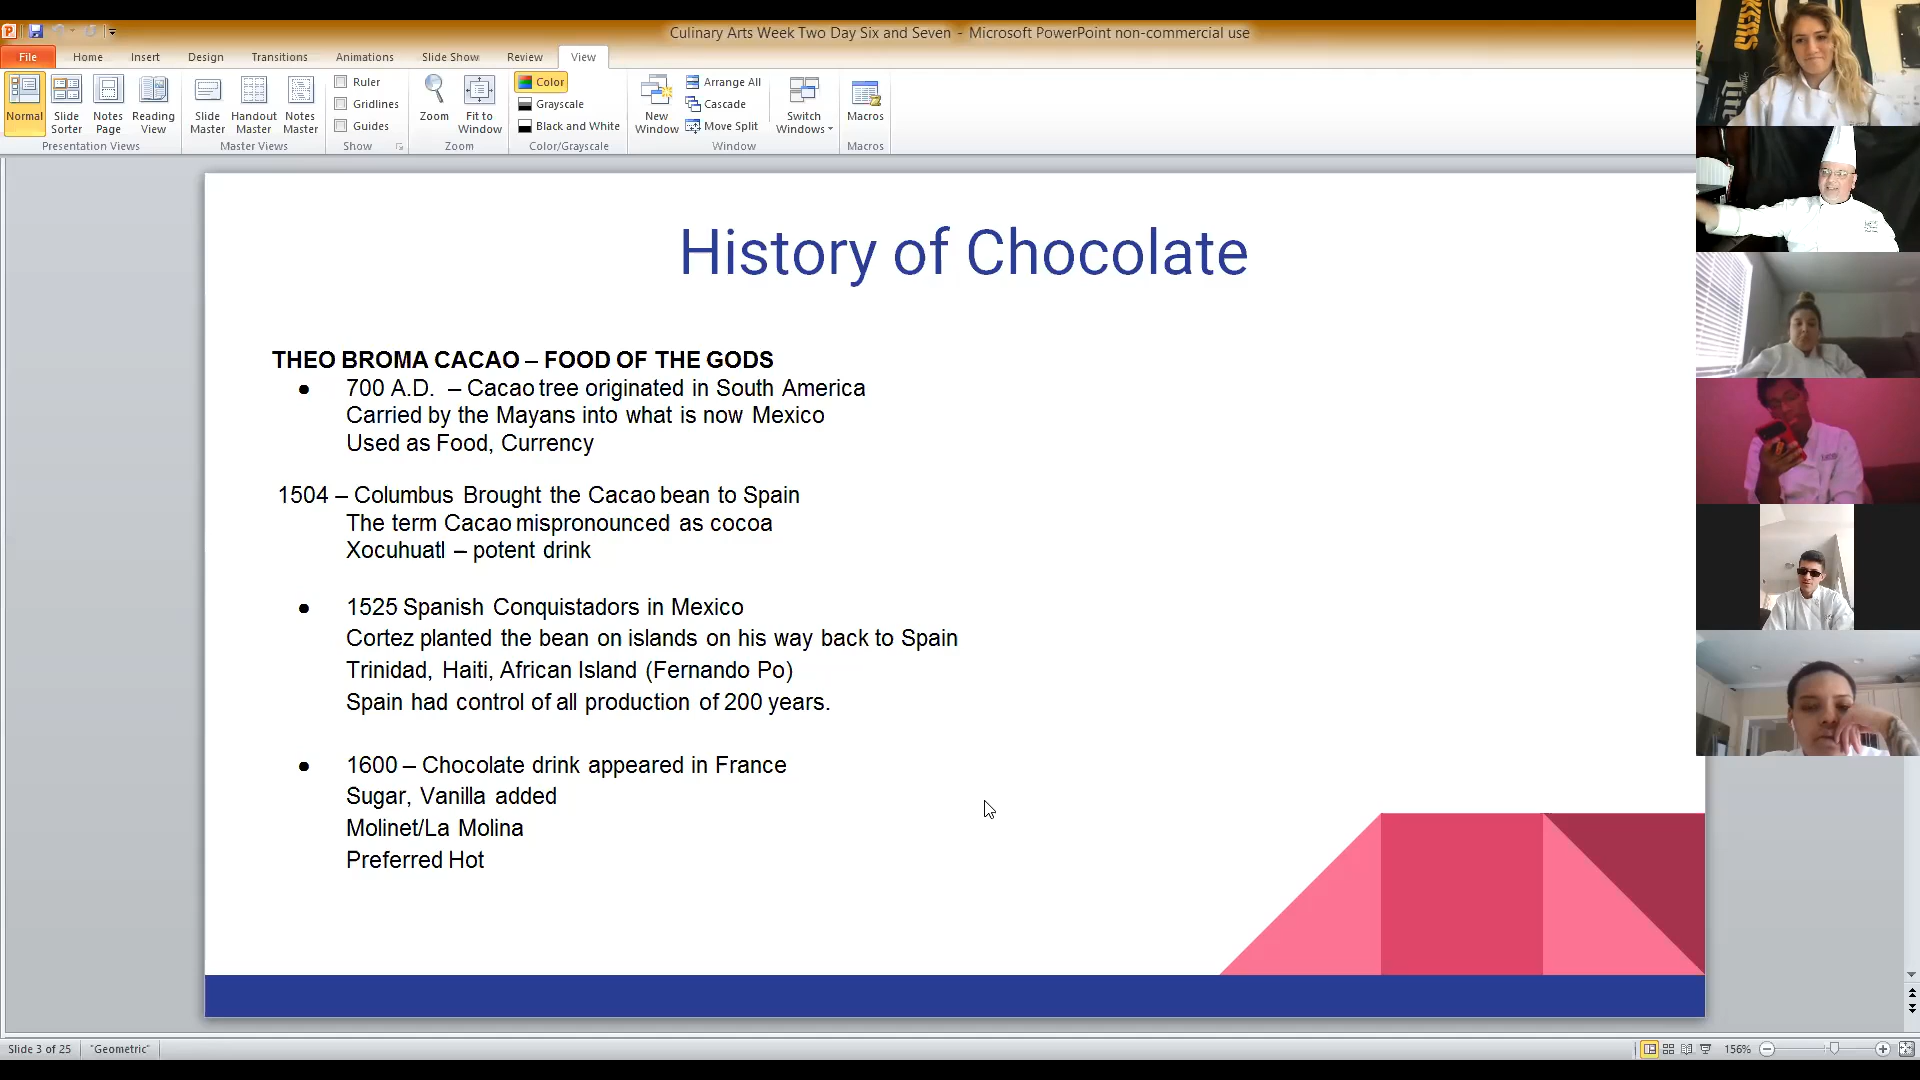 Culinary Arts Week Two Day Six and Seven - Microsoft PowerPoint non-commercial use
File Home Insert Design Transitions Animations Slide Show Review View
Normal
Slide Sorter
Notes Page
Reading View
Presentation Views
Slide Master
Handout Master
Notes Master
Master Views
Ruler
Gridlines
Guides
Show
Zoom
Fit to Window
Zoom
Color
Grayscale
Black and White
Color/Grayscale
New Window
Arrange All
Cascade
Move Split
Switch Windows
Window
Macros
Macros
History of Chocolate
THEO BROMA CACAO – FOOD OF THE GODS
● 700 A.D. – Cacao tree originated in South America
Carried by the Mayans into what is now Mexico
Used as Food, Currency
1504 – Columbus Brought the Cacao bean to Spain
The term Cacao mispronounced as cocoa
Xocuhuatl – potent drink
● 1525 Spanish Conquistadors in Mexico
Cortez planted the bean on islands on his way back to Spain
Trinidad, Haiti, African Island (Fernando Po)
Spain had control of all production of 200 years.
● 1600 – Chocolate drink appeared in France
Sugar, Vanilla added
Molinet/La Molina
Preferred Hot
Slide 3 of 25 "Geometric" 156%